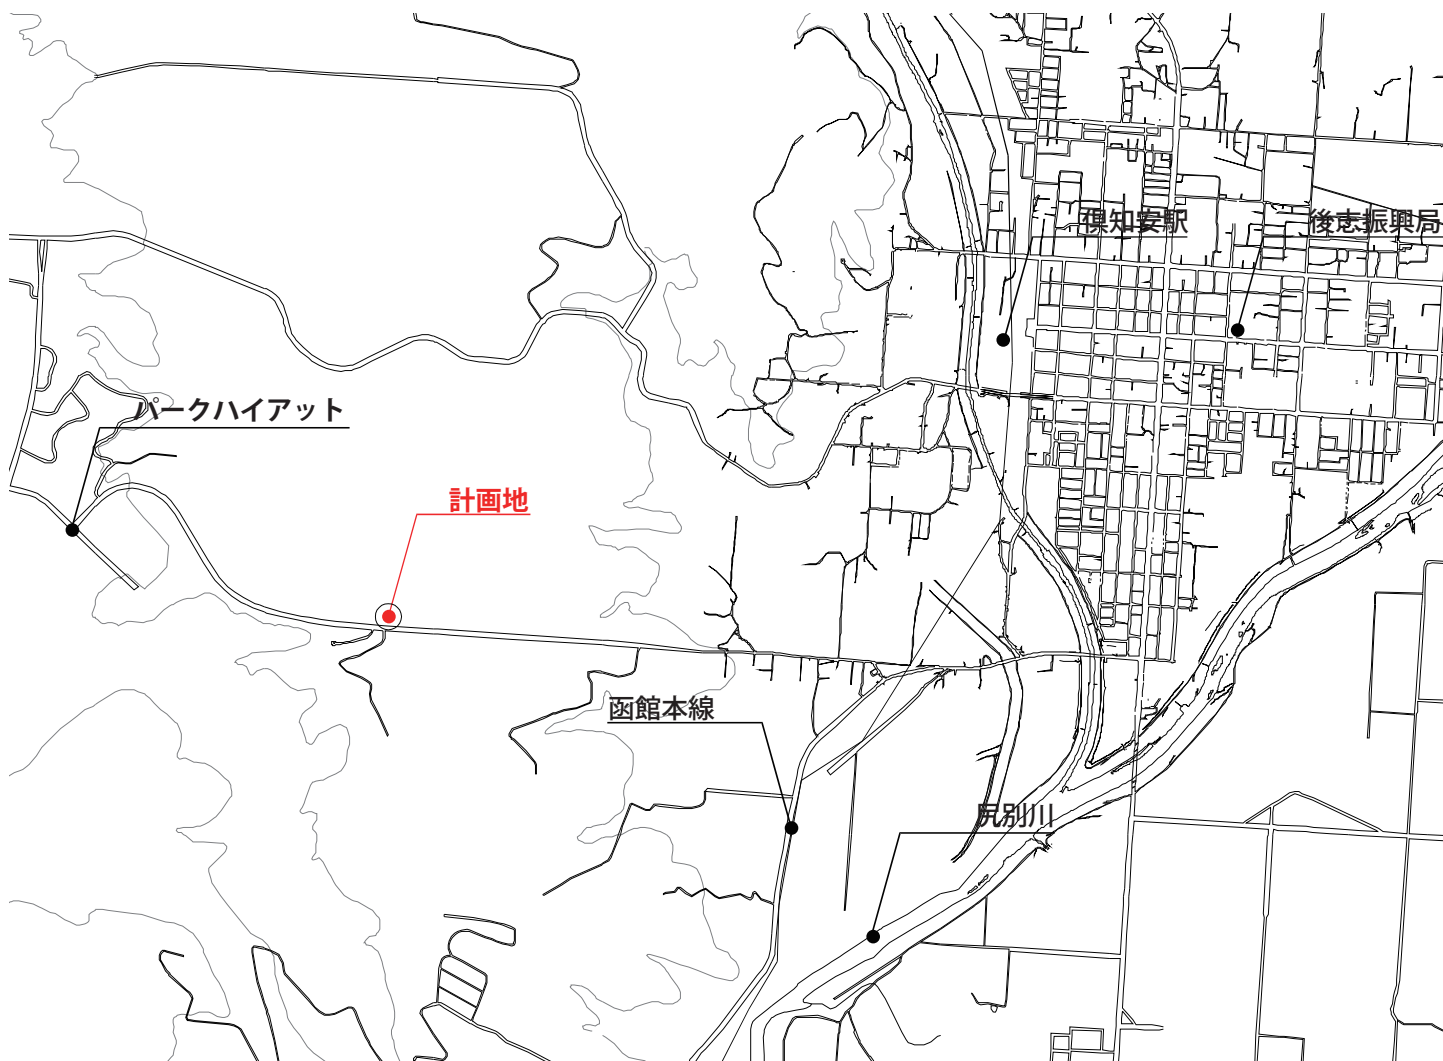 倶知安駅
後志振興局
パークハイアット
計画地
函館本線
尻別川